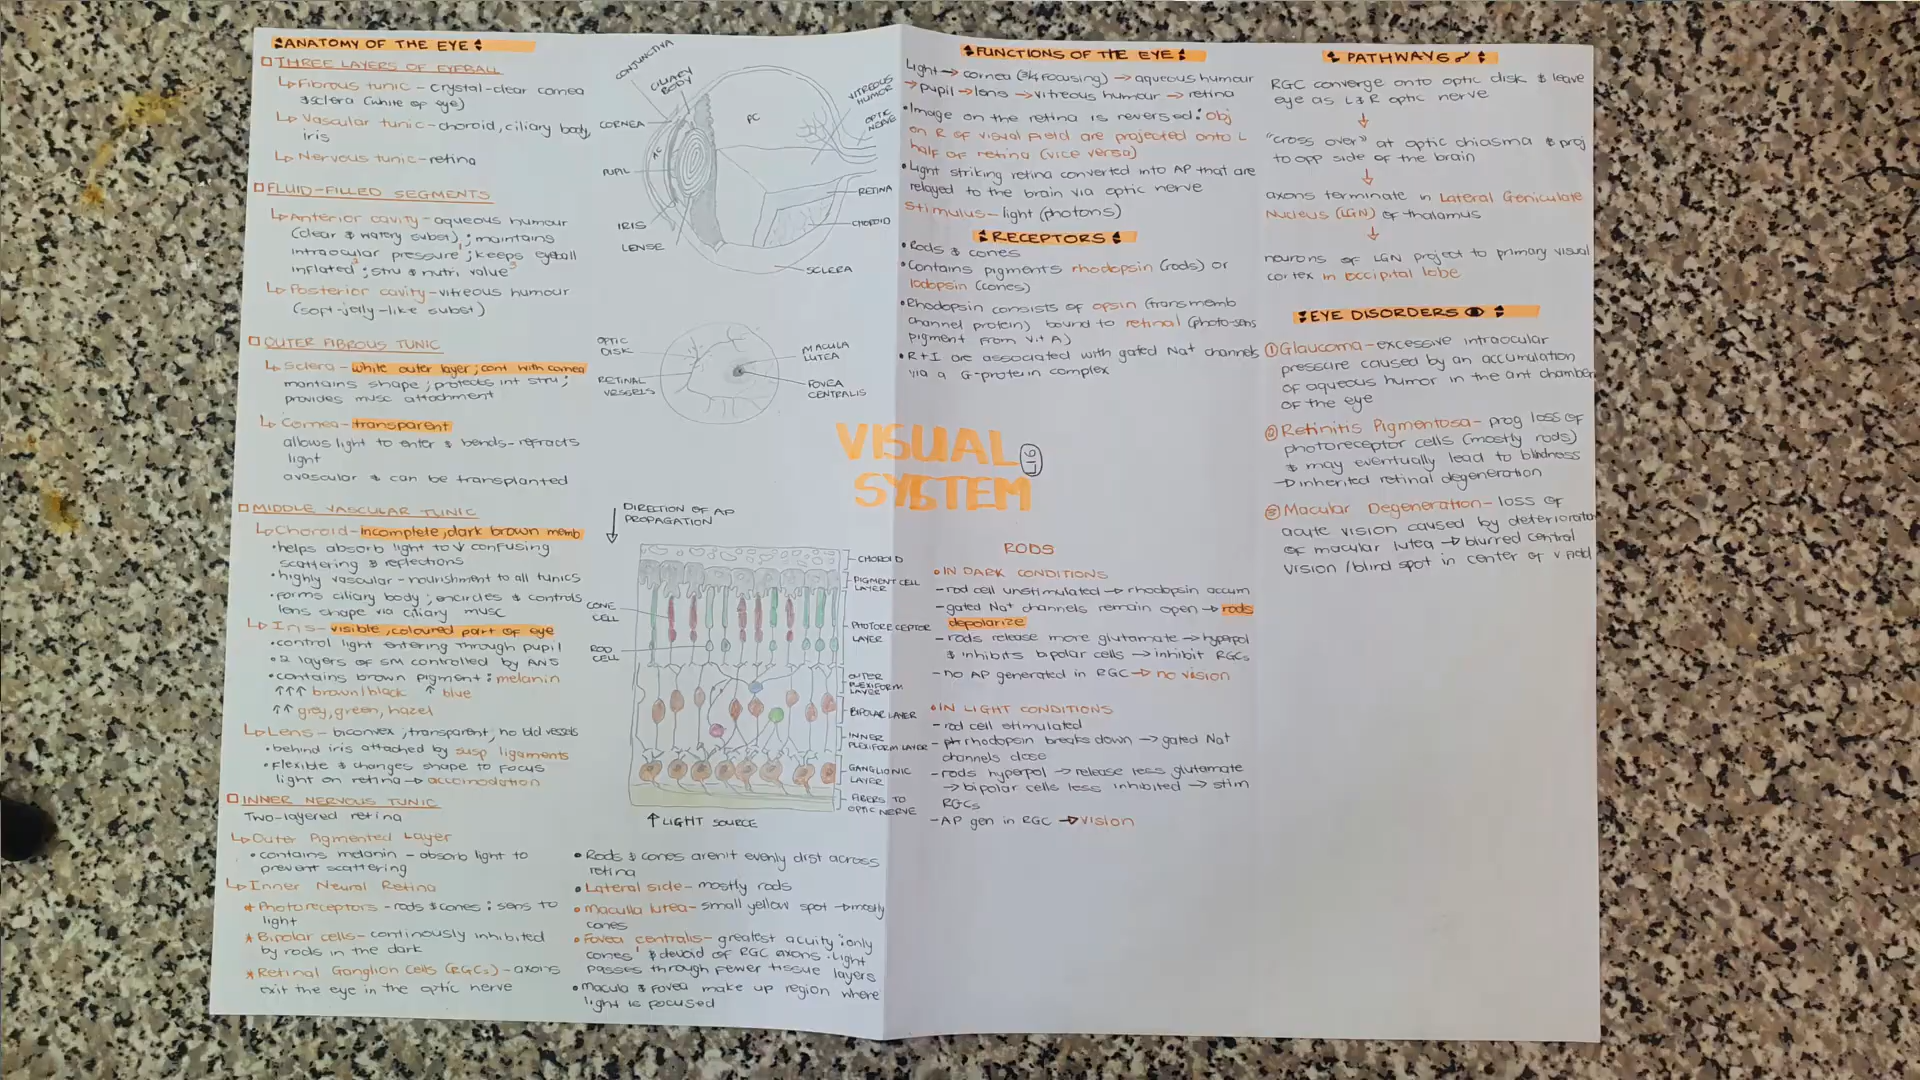 ANATOMY OF THE EYE
THREE LAYERS OF EYEBALL
Fibrous tunic - crystal-clear cornea
& sclera (white of eye)
Vascular tunic - choroid, ciliary body,
iris
Nervous tunic - retina
FLUID-FILLED SEGMENTS
Anterior cavity - aqueous humour
(clear & watery subst); maintains
intraocular pressure; keeps eyeball
inflated; stru & nutri value
Posterior cavity - vitreous humour
(soft-jelly-like subst)
OUTER FIBROUS TUNIC
Sclera - white outer layer; cont with cornea
maintains shape; protects int stru;
provides musc attachment
Cornea - transparent
allows light to enter & bends-refracts
light
avascular & can be transplanted
MIDDLE VASCULAR TUNIC
Choroid - incomplete, dark brown memb
• helps absorb light to ↓ confusing
scattering & reflections
• highly vascular - nourishment to all tunics
• forms ciliary body; encircles & controls
lens shape via ciliary musc
Iris - visible, coloured part of eye
• control light entering through pupil
• 2 layers of SM controlled by ANS
• contains brown pigment: melanin
↑↑↑ brown/black ↑ blue
↑↑ grey, green, hazel
Lens - biconvex, transparent, no bld vessels
• behind iris attached by susp ligaments
• flexible & changes shape to focus
light on retina → accomodation
INNER NERVOUS TUNIC
Two-layered retina
Outer Pigmented Layer
• contains melanin - absorb light to
prevent scattering
Inner Neural Retina
* Photoreceptors - rods & cones: sens to
light
* Bipolar cells - continously inhibited
by rods in the dark
* Retinal Ganglion Cells (RGCs) - axons
exit the eye in the optic nerve
CONJUNCTIVA
CILIARY
BODY
CORNEA
AC
PUPIL
IRIS
LENSE
PC
VITREOUS
HUMOR
OPTIC
NERVE
RETINA
CHOROID
SCLERA
OPTIC
DISK
RETINAL
VESSELS
MACULA
LUTEA
FOVEA
CENTRALIS
VISUAL
SYSTEM
DIRECTION OF AP
PROPAGATION
CONE
CELL
ROD
CELL
CHOROID
PIGMENT CELL
LAYER
PHOTORECEPTOR
LAYER
OUTER
PLEXIFORM
LAYER
BIPOLAR LAYER
INNER
PLEXIFORM LAYER
GANGLIONIC
LAYER
FIBERS TO
OPTIC NERVE
↑ LIGHT SOURCE
• Rods & cones aren't evenly dist across
retina
• Lateral side - mostly rods
• Maculla lutea - small yellow spot → mostly
cones
• Fovea centralis - greatest acuity; only
cones & devoid of RGC axons. Light
passes through fewer tissue layers
• Macula & fovea make up region where
light is focused
FUNCTIONS OF THE EYE
Light → cornea (3/4 focusing) → aqueous humour
→ pupil → lens → vitreous humour → retina
• Image on the retina is reversed: obj
on R of visual field are projected onto L
half of retina (vice versa)
• Light striking retina converted into AP that are
relayed to the brain via optic nerve
stimulus - light (photons)
RECEPTORS
• Rods & cones
• Contains pigments rhodopsin (rods) or
Iodopsin (cones)
• Rhodopsin consists of opsin (transmemb
channel protein) bound to retinal (photo-sens
pigment from Vit A)
• R+I are associated with gated Na+ channels
via a G-protein complex
RODS
• IN DARK CONDITIONS
- rod cell unstimulated → rhodopsin accum
- gated Na+ channels remain open → rods
depolarize
- rods release more glutamate → hyperpol
& inhibits bipolar cells → inhibit RGCs
- no AP generated in RGC → no vision
• IN LIGHT CONDITIONS
- rod cell stimulated
- rhodopsin breaks down → gated Na+
channels close
- rods hyperpol → release less glutamate
→ bipolar cells less inhibited → stim
RGCs
- AP gen in RGC → vision
PATHWAY
RGC converge onto optic disk & leave
eye as L&R optic nerve
↓
"cross over" at optic chiasma & proj
to opp side of the brain
↓
axons terminate in Lateral Geniculate
Nucleus (LGN) of thalamus
↓
neurons of LGN project to primary visual
cortex in occipital lobe
EYE DISORDERS
① Glaucoma - excessive intraocular
pressure caused by an accumulation
of aqueous humor in the ant chamber
of the eye
② Retinitis Pigmentosa - prog loss of
photoreceptor cells (mostly rods)
& may eventually lead to blindness
→ inherited retinal degeneration
③ Macular Degeneration - loss of
acute vision caused by
of macular lutea → blurred central
vision / blind spot in center of v field